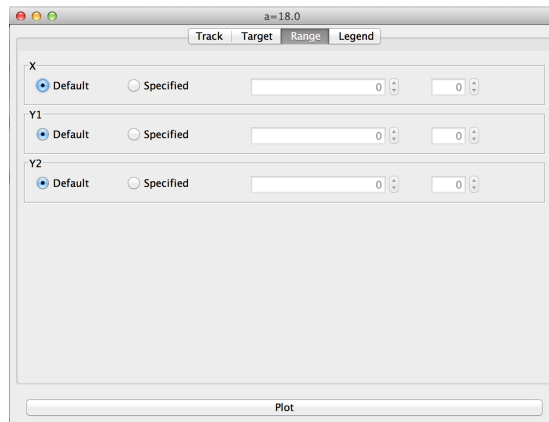 a=18.0
Track Target Range Legend
X
Default Specified 0 0
Y1
Default Specified 0 0
Y2
Default Specified 0 0
Plot